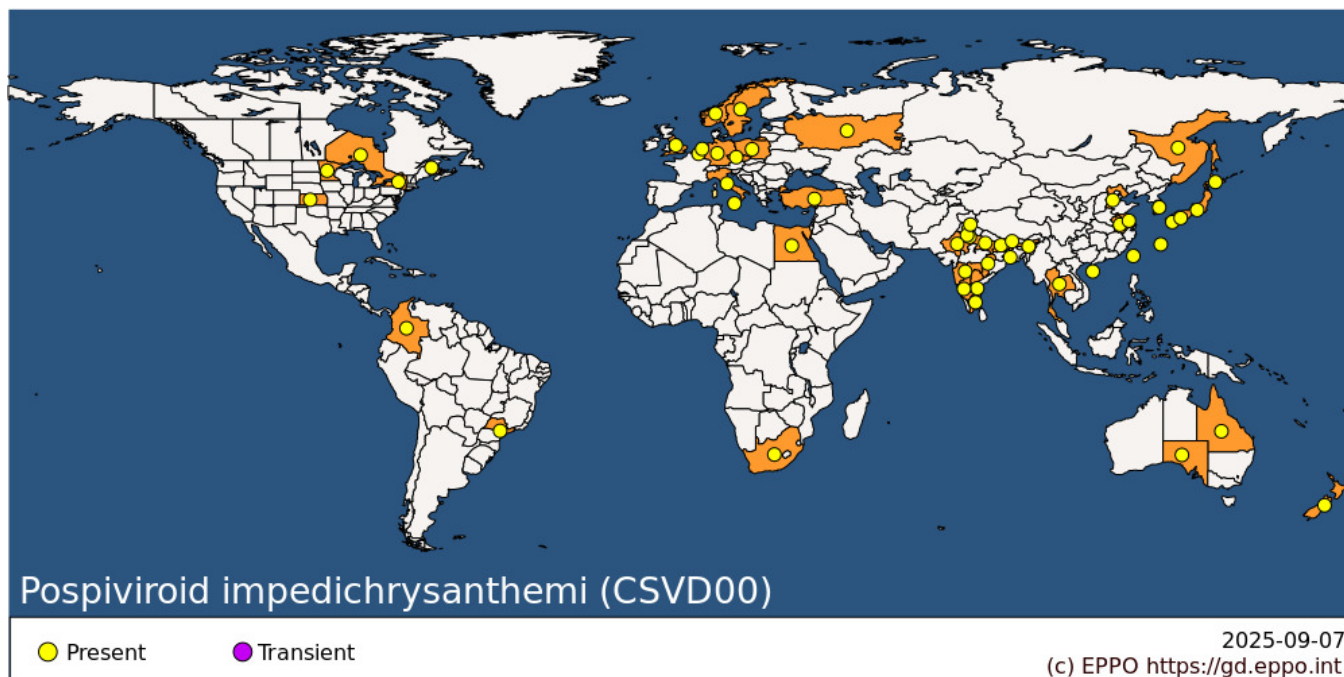 Pospiviroid impedichrysanthemi (CSVD00)
Present
Transient
2025-09-07
(c) EPPO https://gd.eppo.int